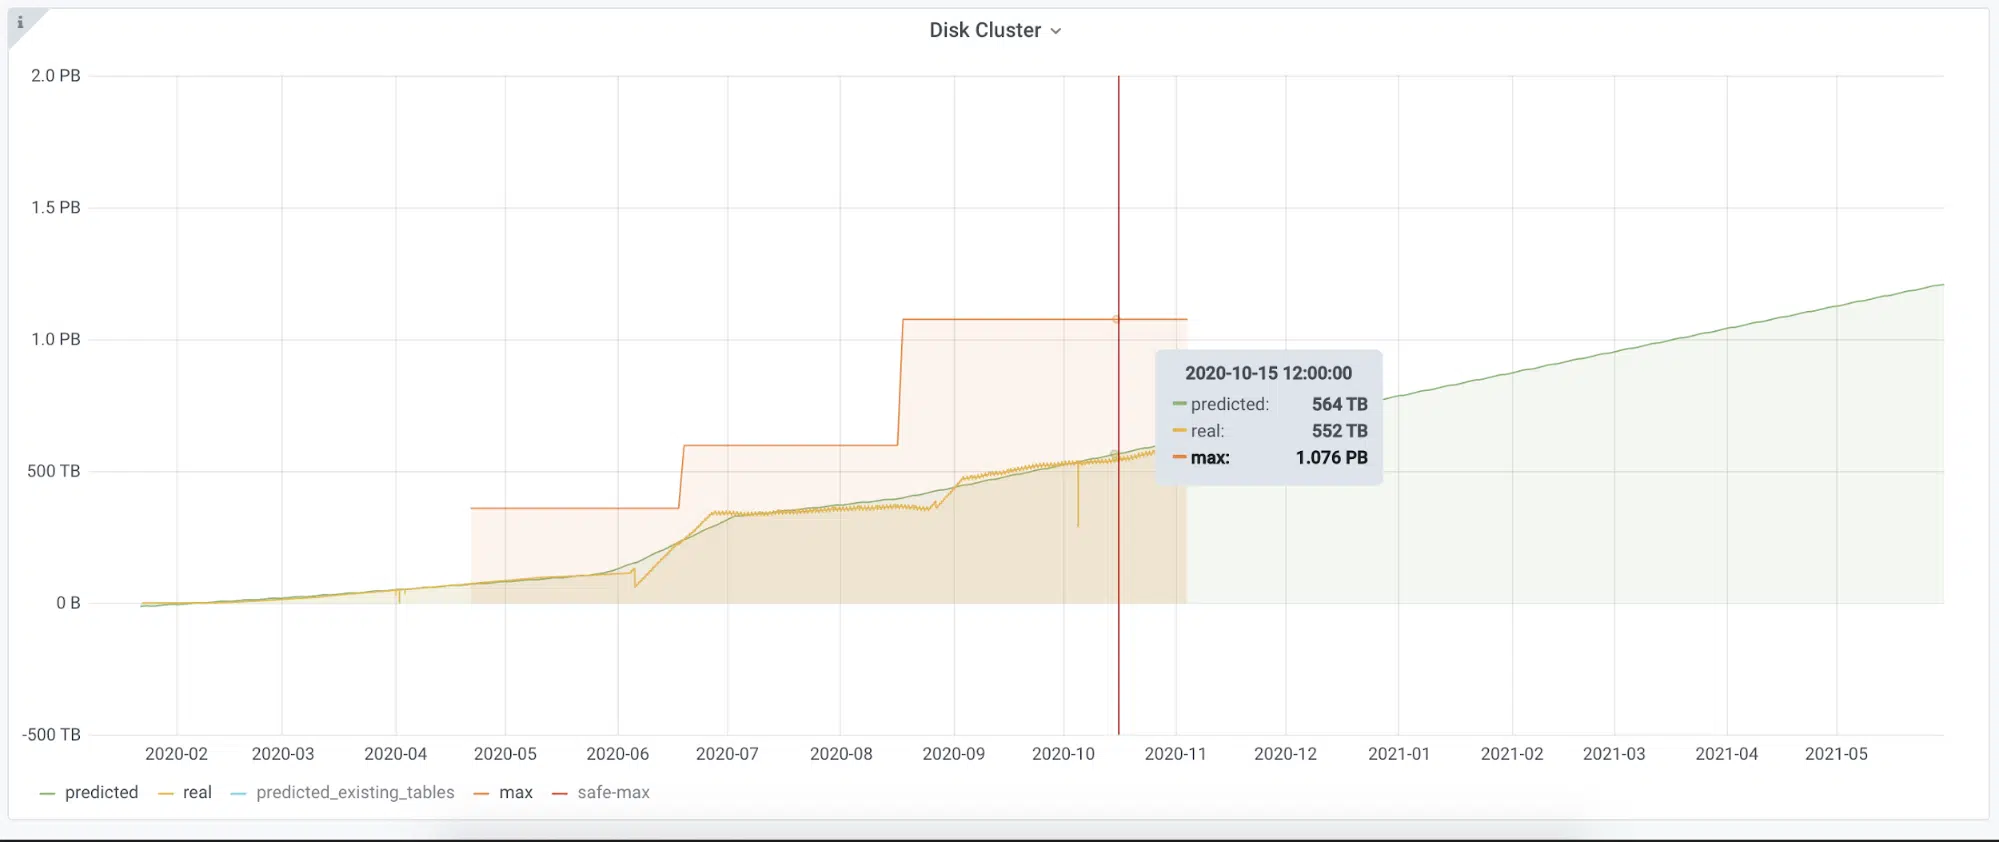 i
Disk Cluster
2.0 PB
1.5 PB
1.0 PB
500 TB
0 B
-500 TB
2020-10-15 12:00:00
predicted: 564 TB
real: 552 TB
max: 1.076 PB
2020-02 2020-03 2020-04 2020-05 2020-06 2020-07 2020-08 2020-09 2020-10 2020-11 2020-12 2021-01 2021-02 2021-03 2021-04 2021-05
predicted real predicted_existing_tables max safe-max